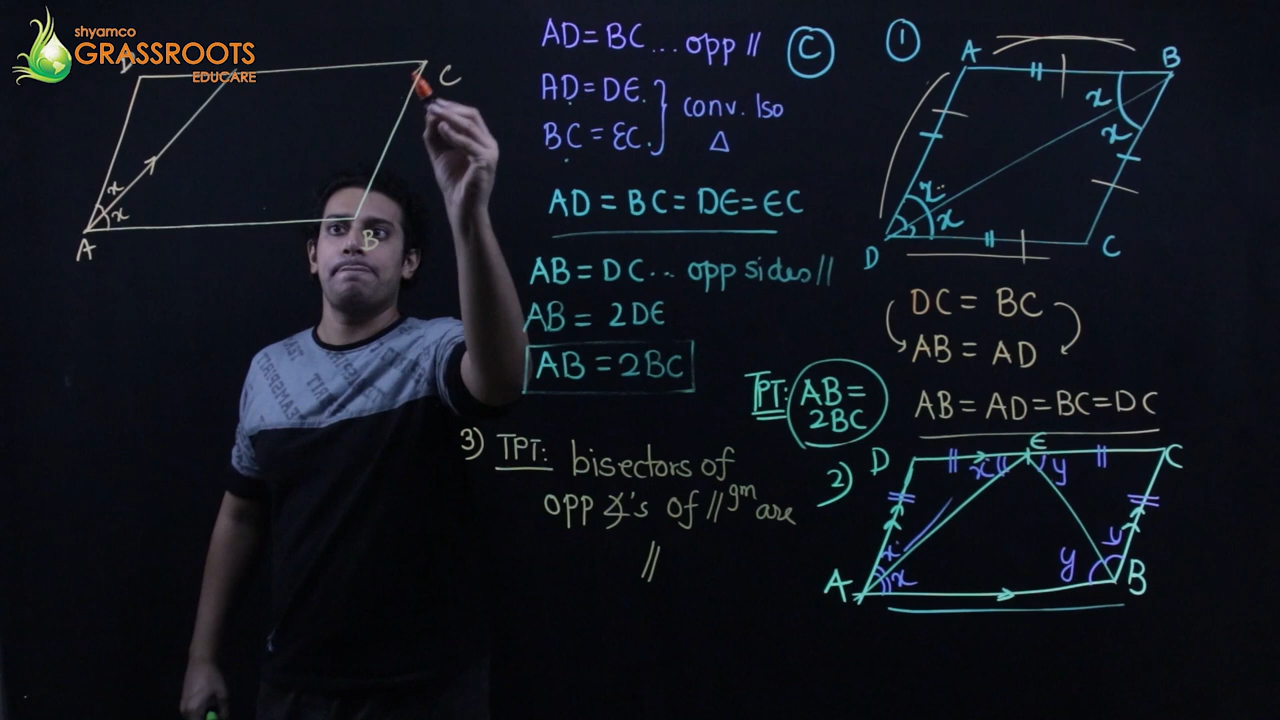 shyamco
GRASSROOTS
EDUCARE
D
C
x
x
A
B
AD = BC ... opp //
AD = DE.
BC = EC.
conv. Iso
Δ
AD = BC = DE = EC
AB = DC ... opp sides //
AB = 2DE
AB = 2BC
3) TPT: bisectors of
opp ∠'s of //gm are
//
C
1
A
B
x
x
x
x
D
C
DC = BC
AB = AD
AB = AD = BC = DC
TPT: AB =
2BC
2)
D
E
C
x
y
x
x
y
y
A
B